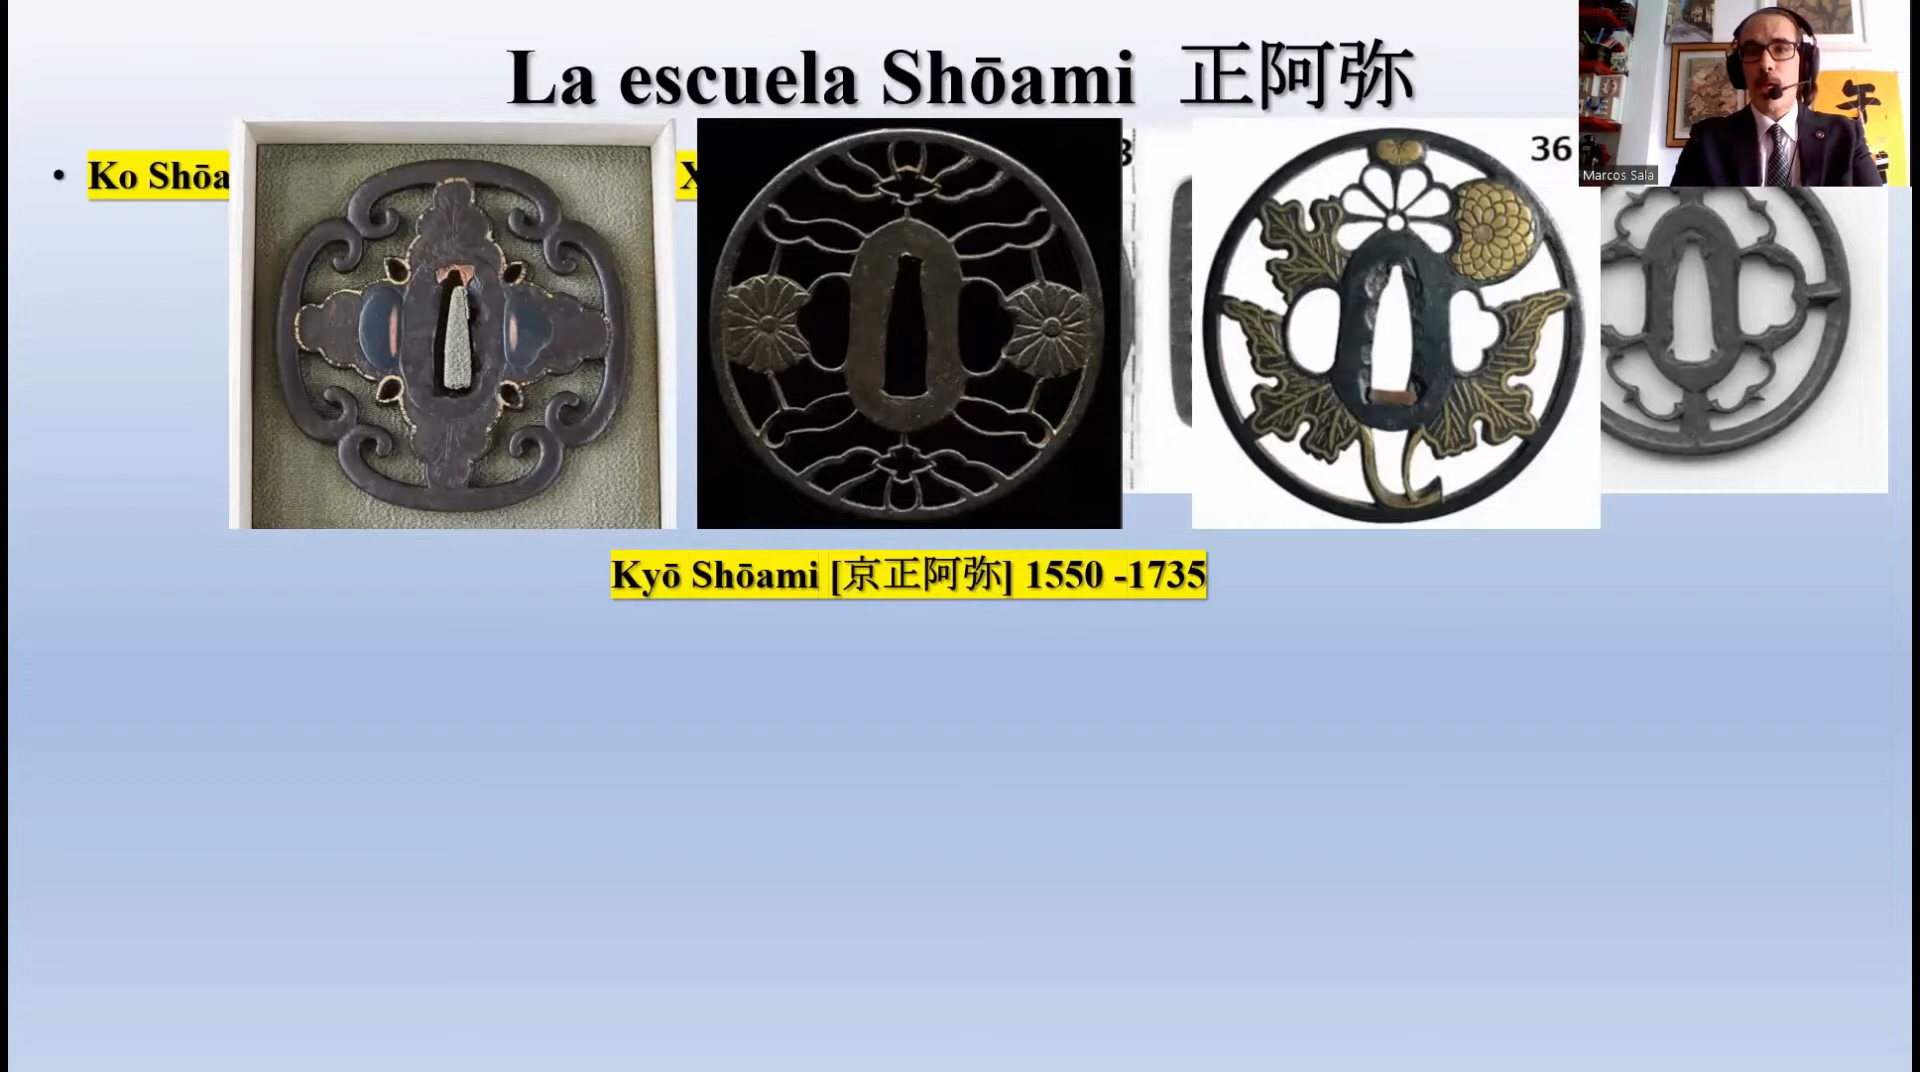 La escuela Shōami 正阿弥
• Ko Shōa
X
36
Marcos Sala
午
Kyō Shōami [京正阿弥] 1550 -1735